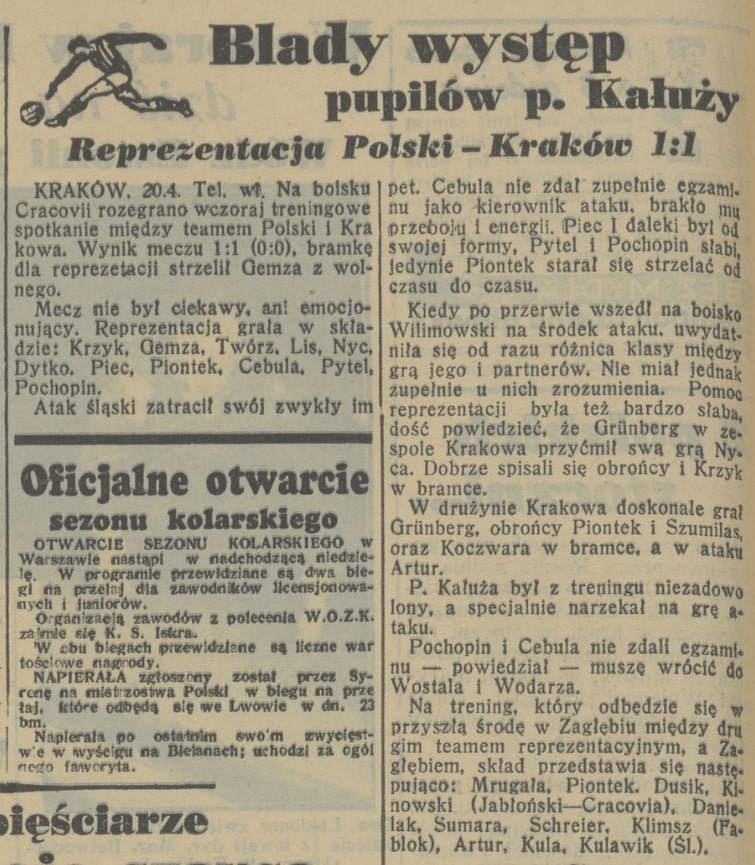 Blady występ
pupilów p. Kałuży
Reprezentacja Polski – Kraków 1:1
KRAKÓW, 20.4. Tel. wł. Na boisku
Cracovii rozegrano wczoraj treningowe
spotkanie między teamem Polski i Kra
kowa. Wynik meczu 1:1 (0:0), bramkę
dla reprezetacji strzelił Gemza z wol-
nego.
Mecz nie był ciekawy, ani emocjo-
nujący. Reprezentacja grała w skła-
dzie: Krzyk, Gemza, Twórz, Lis, Nyc,
Dytko. Piec, Piontek, Cebula, Pytel,
Pochopin.
Atak śląski zatracił swój zwykły im
pet. Cebula nie zdał zupełnie egzami-
nu jako kierownik ataku, brakło mu
przeboju i energii. Piec I daleki był od
swojej formy, Pytel i Pochopin słabi,
jedynie Piontek starał się strzelać od
czasu do czasu.
Kiedy po przerwie wszedł na boisko
Wilimowski na środek ataku, uwydat-
niła się od razu różnica klasy między
grą jego i partnerów. Nie miał jednak
zupełnie u nich zrozumienia. Pomoc
reprezentacji była też bardzo słaba,
dość powiedzieć, że Grünberg w ze-
spole Krakowa przyćmił swą grą Ny-
ca. Dobrze spisali się obrońcy i Krzyk
w bramce.
W drużynie Krakowa doskonale grał
Grünberg, obrońcy Piontek i Szumilas,
oraz Koczwara w bramce, a w ataku
Artur.
P. Kałuża był z treningu niezadowo
lony, a specjalnie narzekał na grę a-
taku.
Pochopin i Cebula nie zdali egzami-
nu — powiedział — muszę wrócić do
Wostala i Wodarza.
Na trening, który odbędzie się w
przyszłą środę w Zagłębiu między dru
gim teamem reprezentacyjnym, a Za-
głębiem, skład przedstawia się nastę-
pująco: Mrugała, Piontek. Dusik, Ki-
nowski (Jabłoński—Cracovia), Danie-
lak, Sumara, Schreier, Klimsz (Fa-
blok), Artur, Kula, Kulawik (Śl.).
Oficjalne otwarcie
sezonu kolarskiego
OTWARCIE SEZONU KOLARSKIEGO w
Warszawie nastąpi w nadchodzącą niedzie-
lę. W programie przewidziane są dwa bie-
gi na przełaj dla zawodników licensjonowa-
nych i juniorów.
Organizacją zawodów z polecenia W.O.Z.K.
zajmie się K. S. Iskra.
W obu biegach przewidziane są liczne war
tościowe nagrody.
NAPIERAŁA zgłoszony został przez Sy-
renę na mistrzostwa Polski w biegu na prze
łaj, które odbędą się we Lwowie w dn. 23
bm.
Napierała po ostatnim swo'm zwycięst-
w'e w wyścigu na Bielanach; uchodzi za ogól
nego faworyta.
pięściarze